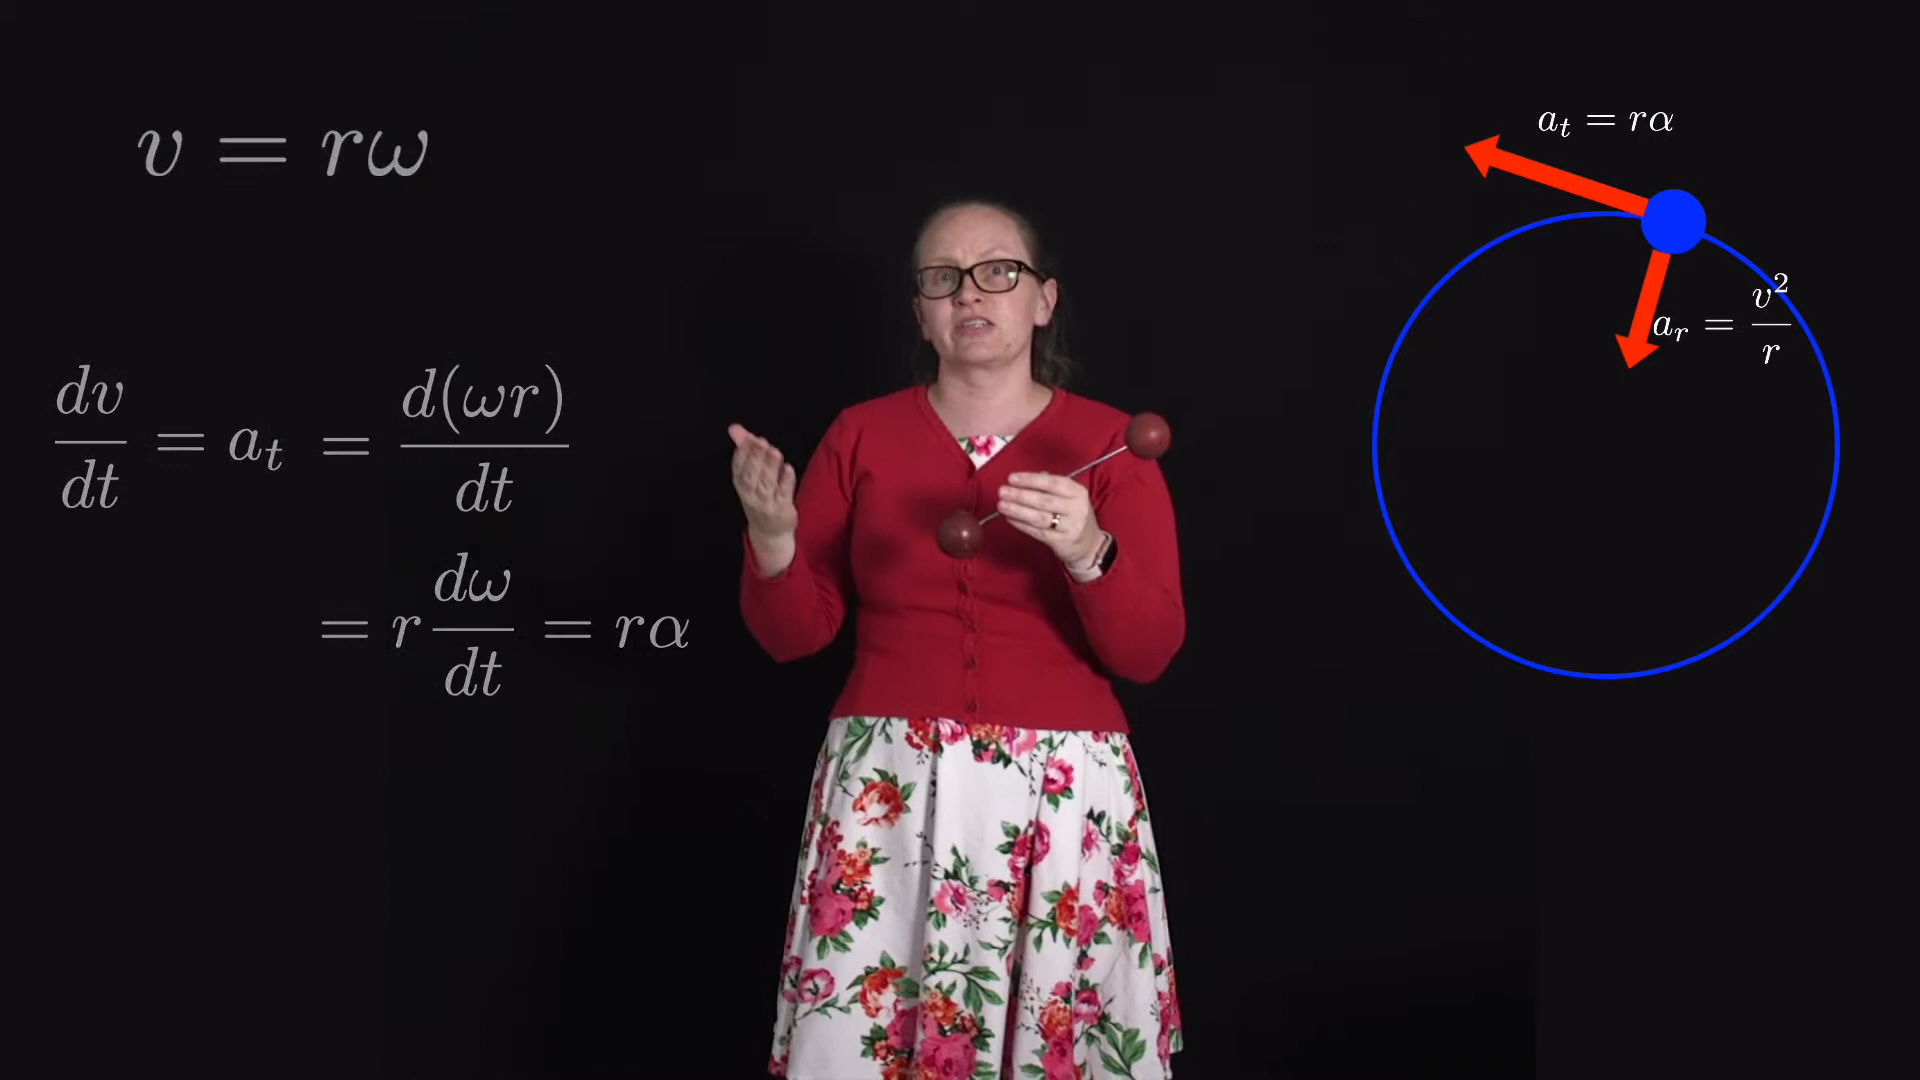 v = rω
dv/dt = a_t = d(ωr)/dt
= r dω/dt = rα
a_t = rα
a_r = v²/r